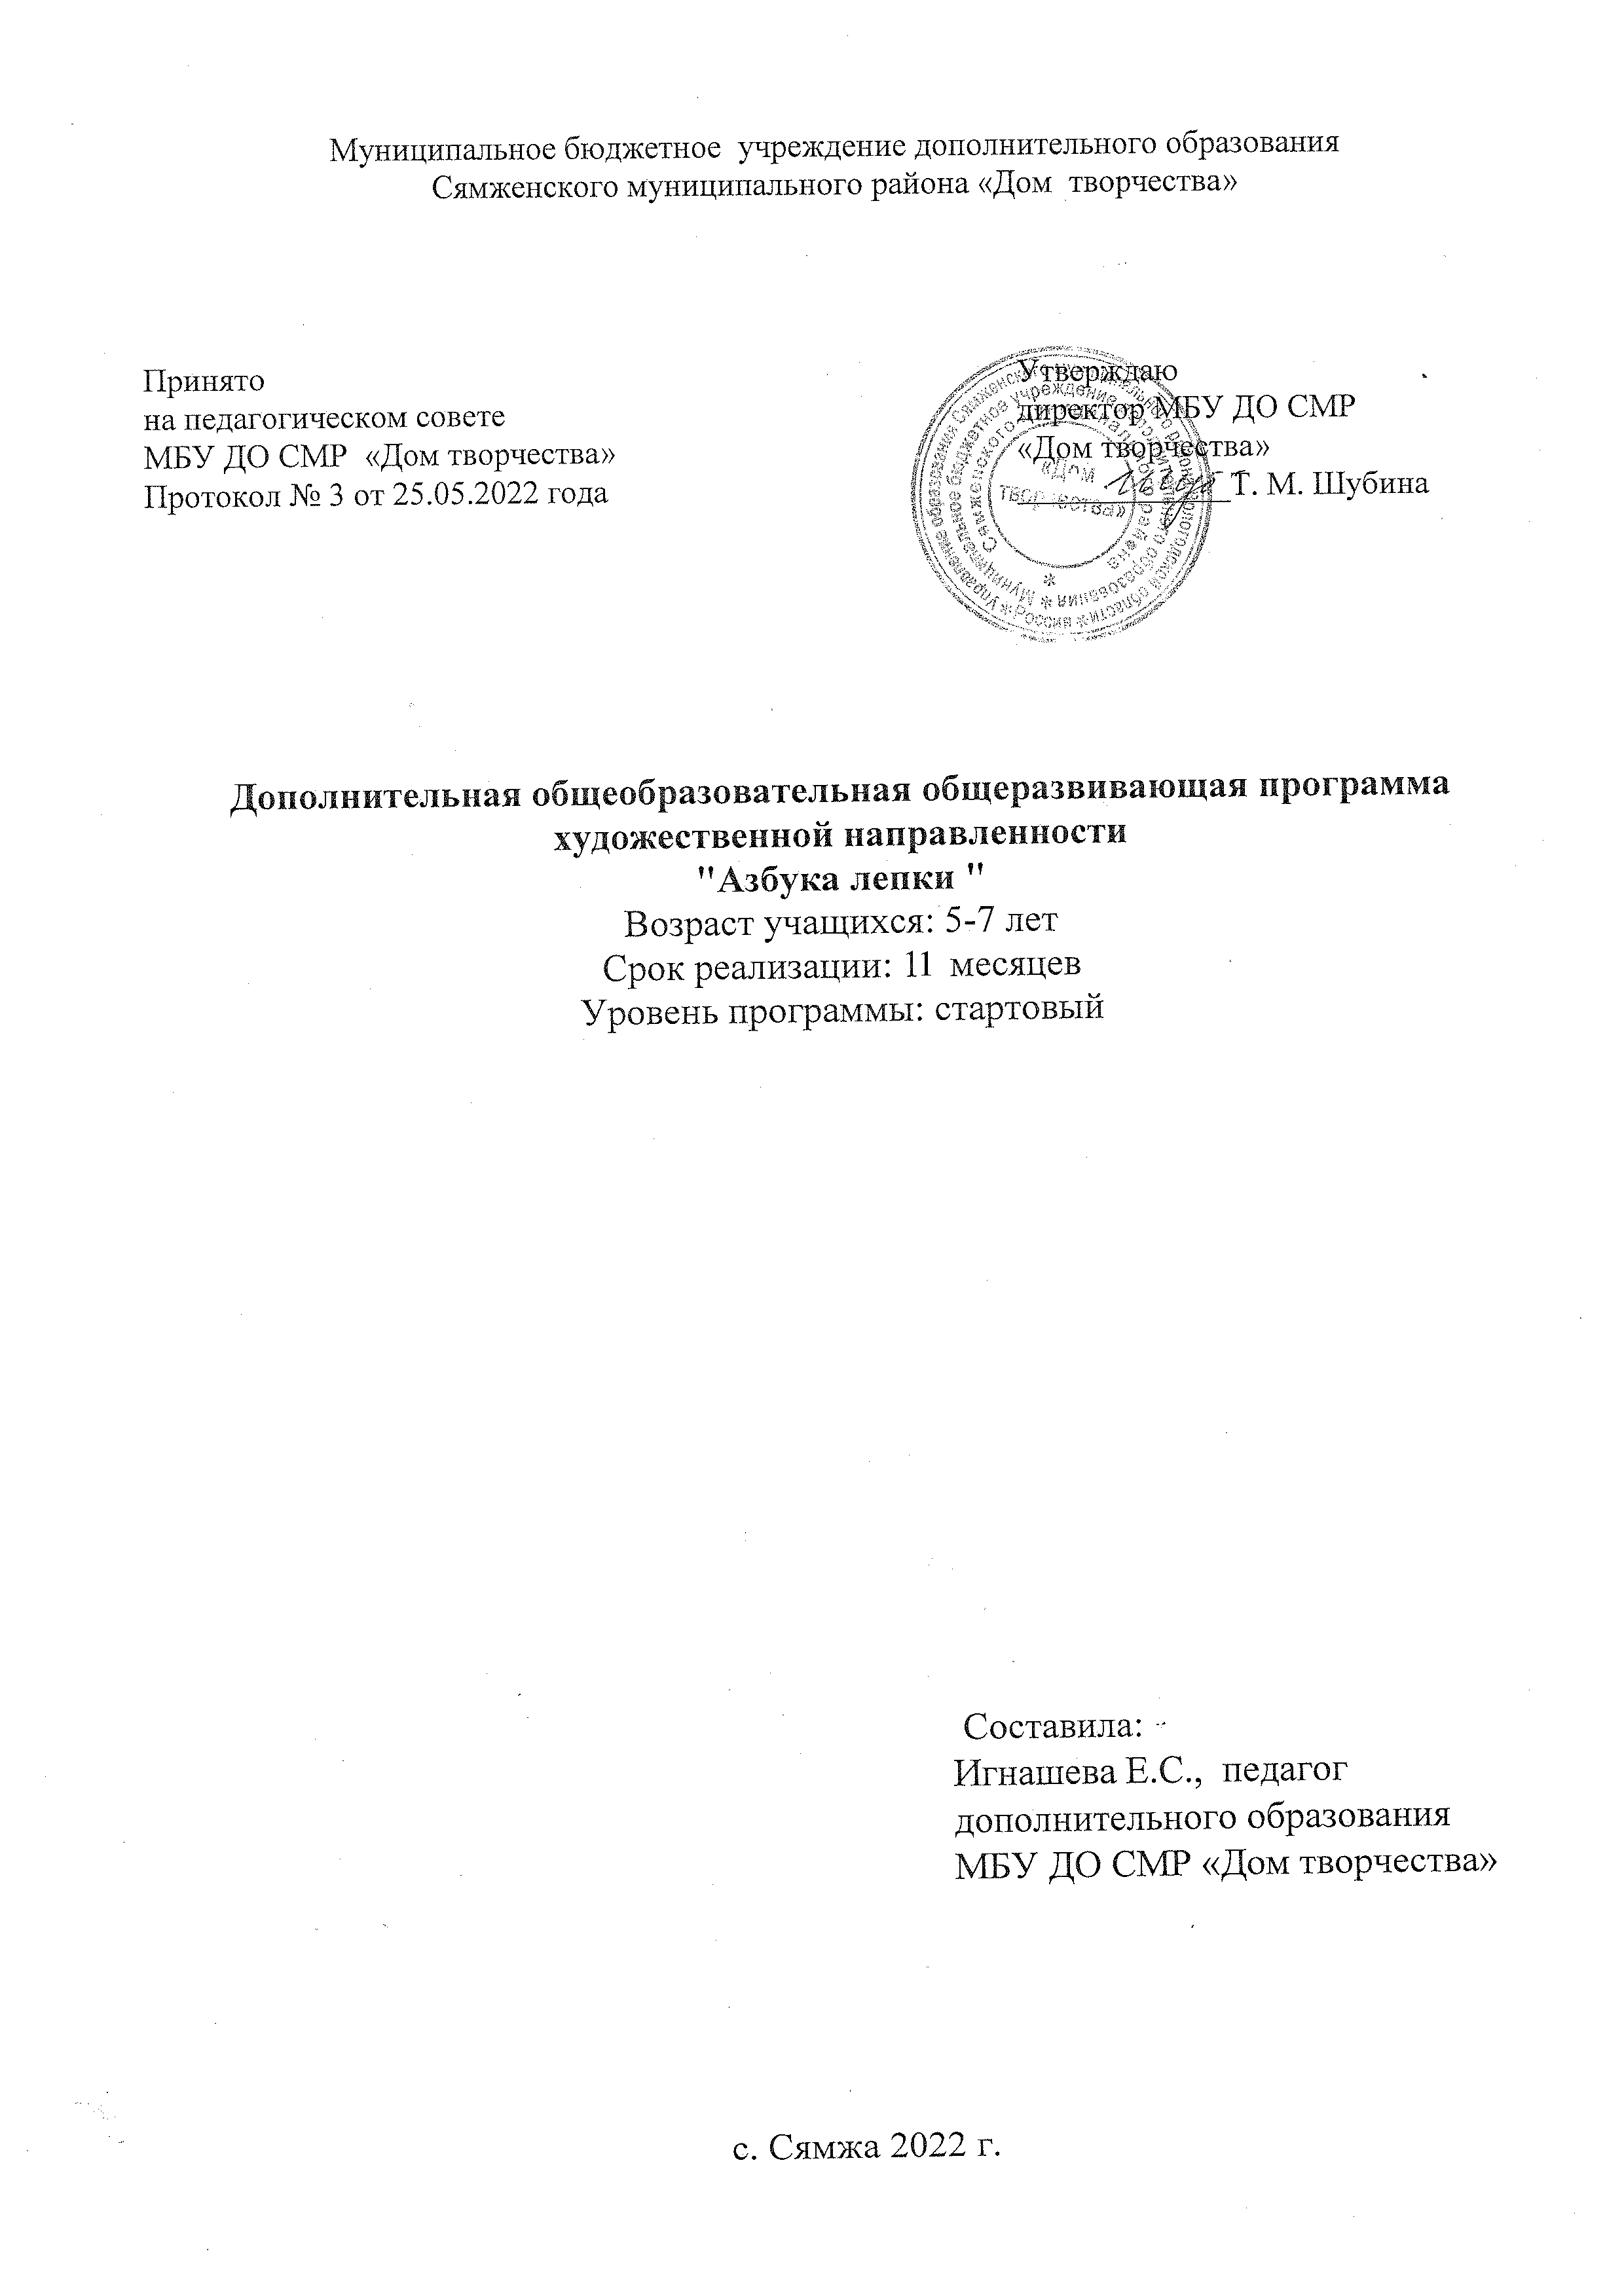 Муниципальное бюджетное учреждение дополнительного образования
Сямженского муниципального района «Дом творчества»
Принято
на педагогическом совете
МБУ ДО СМР «Дом творчества»
Протокол № 3 от 25.05.2022 года
Утверждаю
директор МБУ ДО СМР
«Дом творчества»
Т. М. Шубина
Дополнительная общеобразовательная общеразвивающая программа
художественной направленности
"Азбука лепки "
Возраст учащихся: 5-7 лет
Срок реализации: 11 месяцев
Уровень программы: стартовый
Составила:
Игнашева Е.С., педагог
дополнительного образования
МБУ ДО СМР «Дом творчества»
с. Сямжа 2022 г.